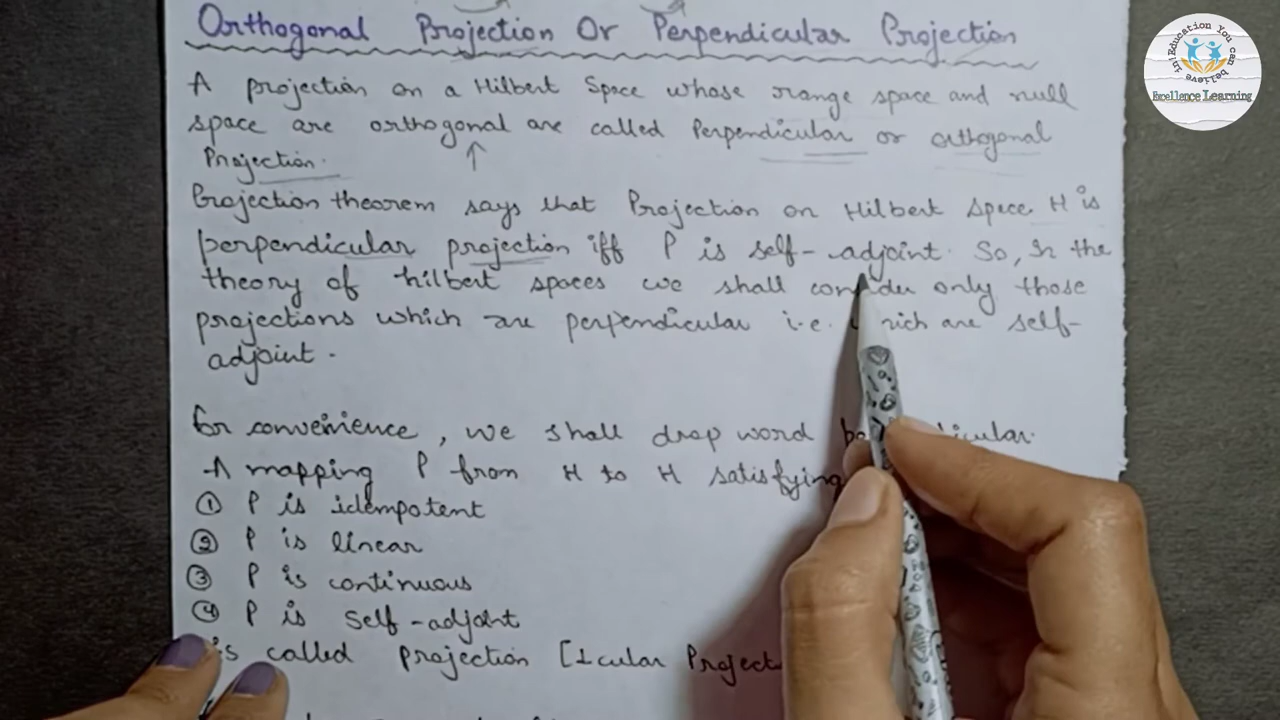 Orthogonal Projection Or Perpendicular Projection
A projection on a Hilbert Space whose range space and null
space are orthogonal are called Perpendicular or orthogonal
Projection.
Projection theorem says that Projection on Hilbert Space H is
perpendicular projection iff P is self-adjoint. So, In the
theory of hilbert spaces we shall consider only those
projections which are perpendicular i.e. which are self-
adjoint.
For convenience, we shall drop word
A mapping P from H to H satisfying
① P is idempotent
② P is linear
③ P is continuous
④ P is Self-adjoint
is called projection [⊥icular
Education You can believe in!
Excellence Learning